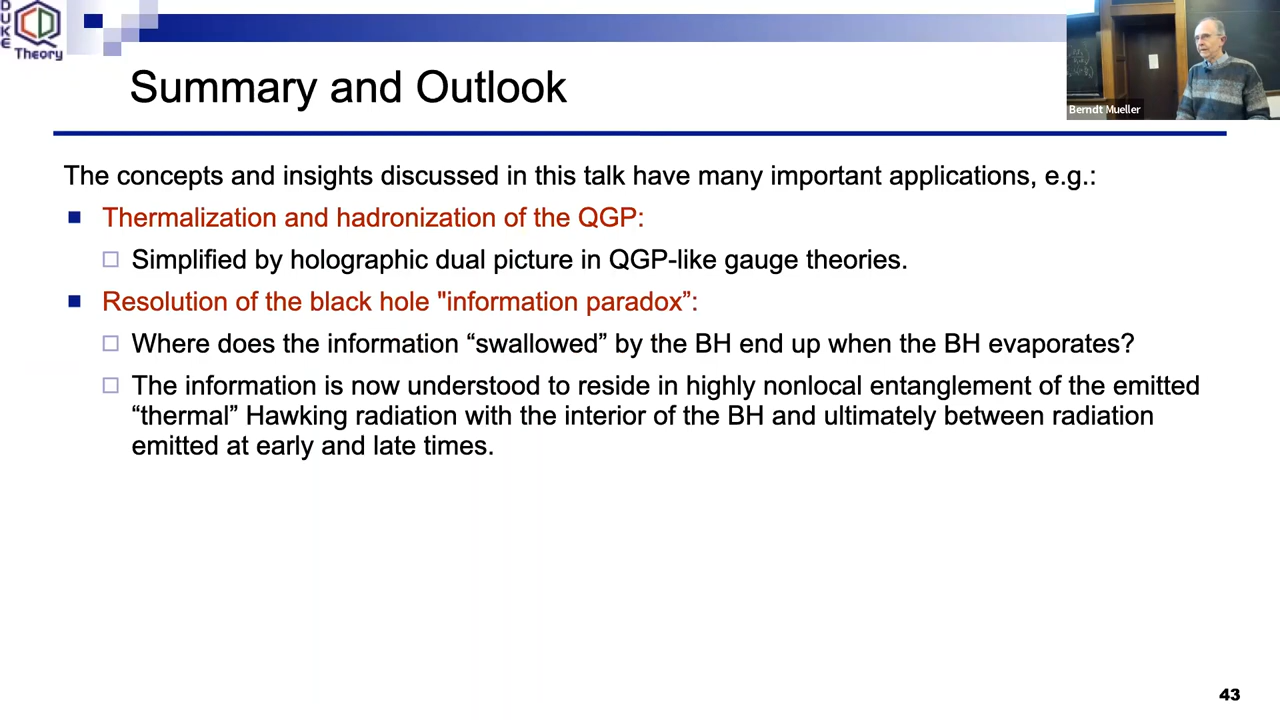 DUKE
QCD
Theory
Berndt Mueller
Summary and Outlook
The concepts and insights discussed in this talk have many important applications, e.g.:
Thermalization and hadronization of the QGP:
Simplified by holographic dual picture in QGP-like gauge theories.
Resolution of the black hole "information paradox”:
Where does the information “swallowed” by the BH end up when the BH evaporates?
The information is now understood to reside in highly nonlocal entanglement of the emitted
“thermal” Hawking radiation with the interior of the BH and ultimately between radiation
emitted at early and late times.
43